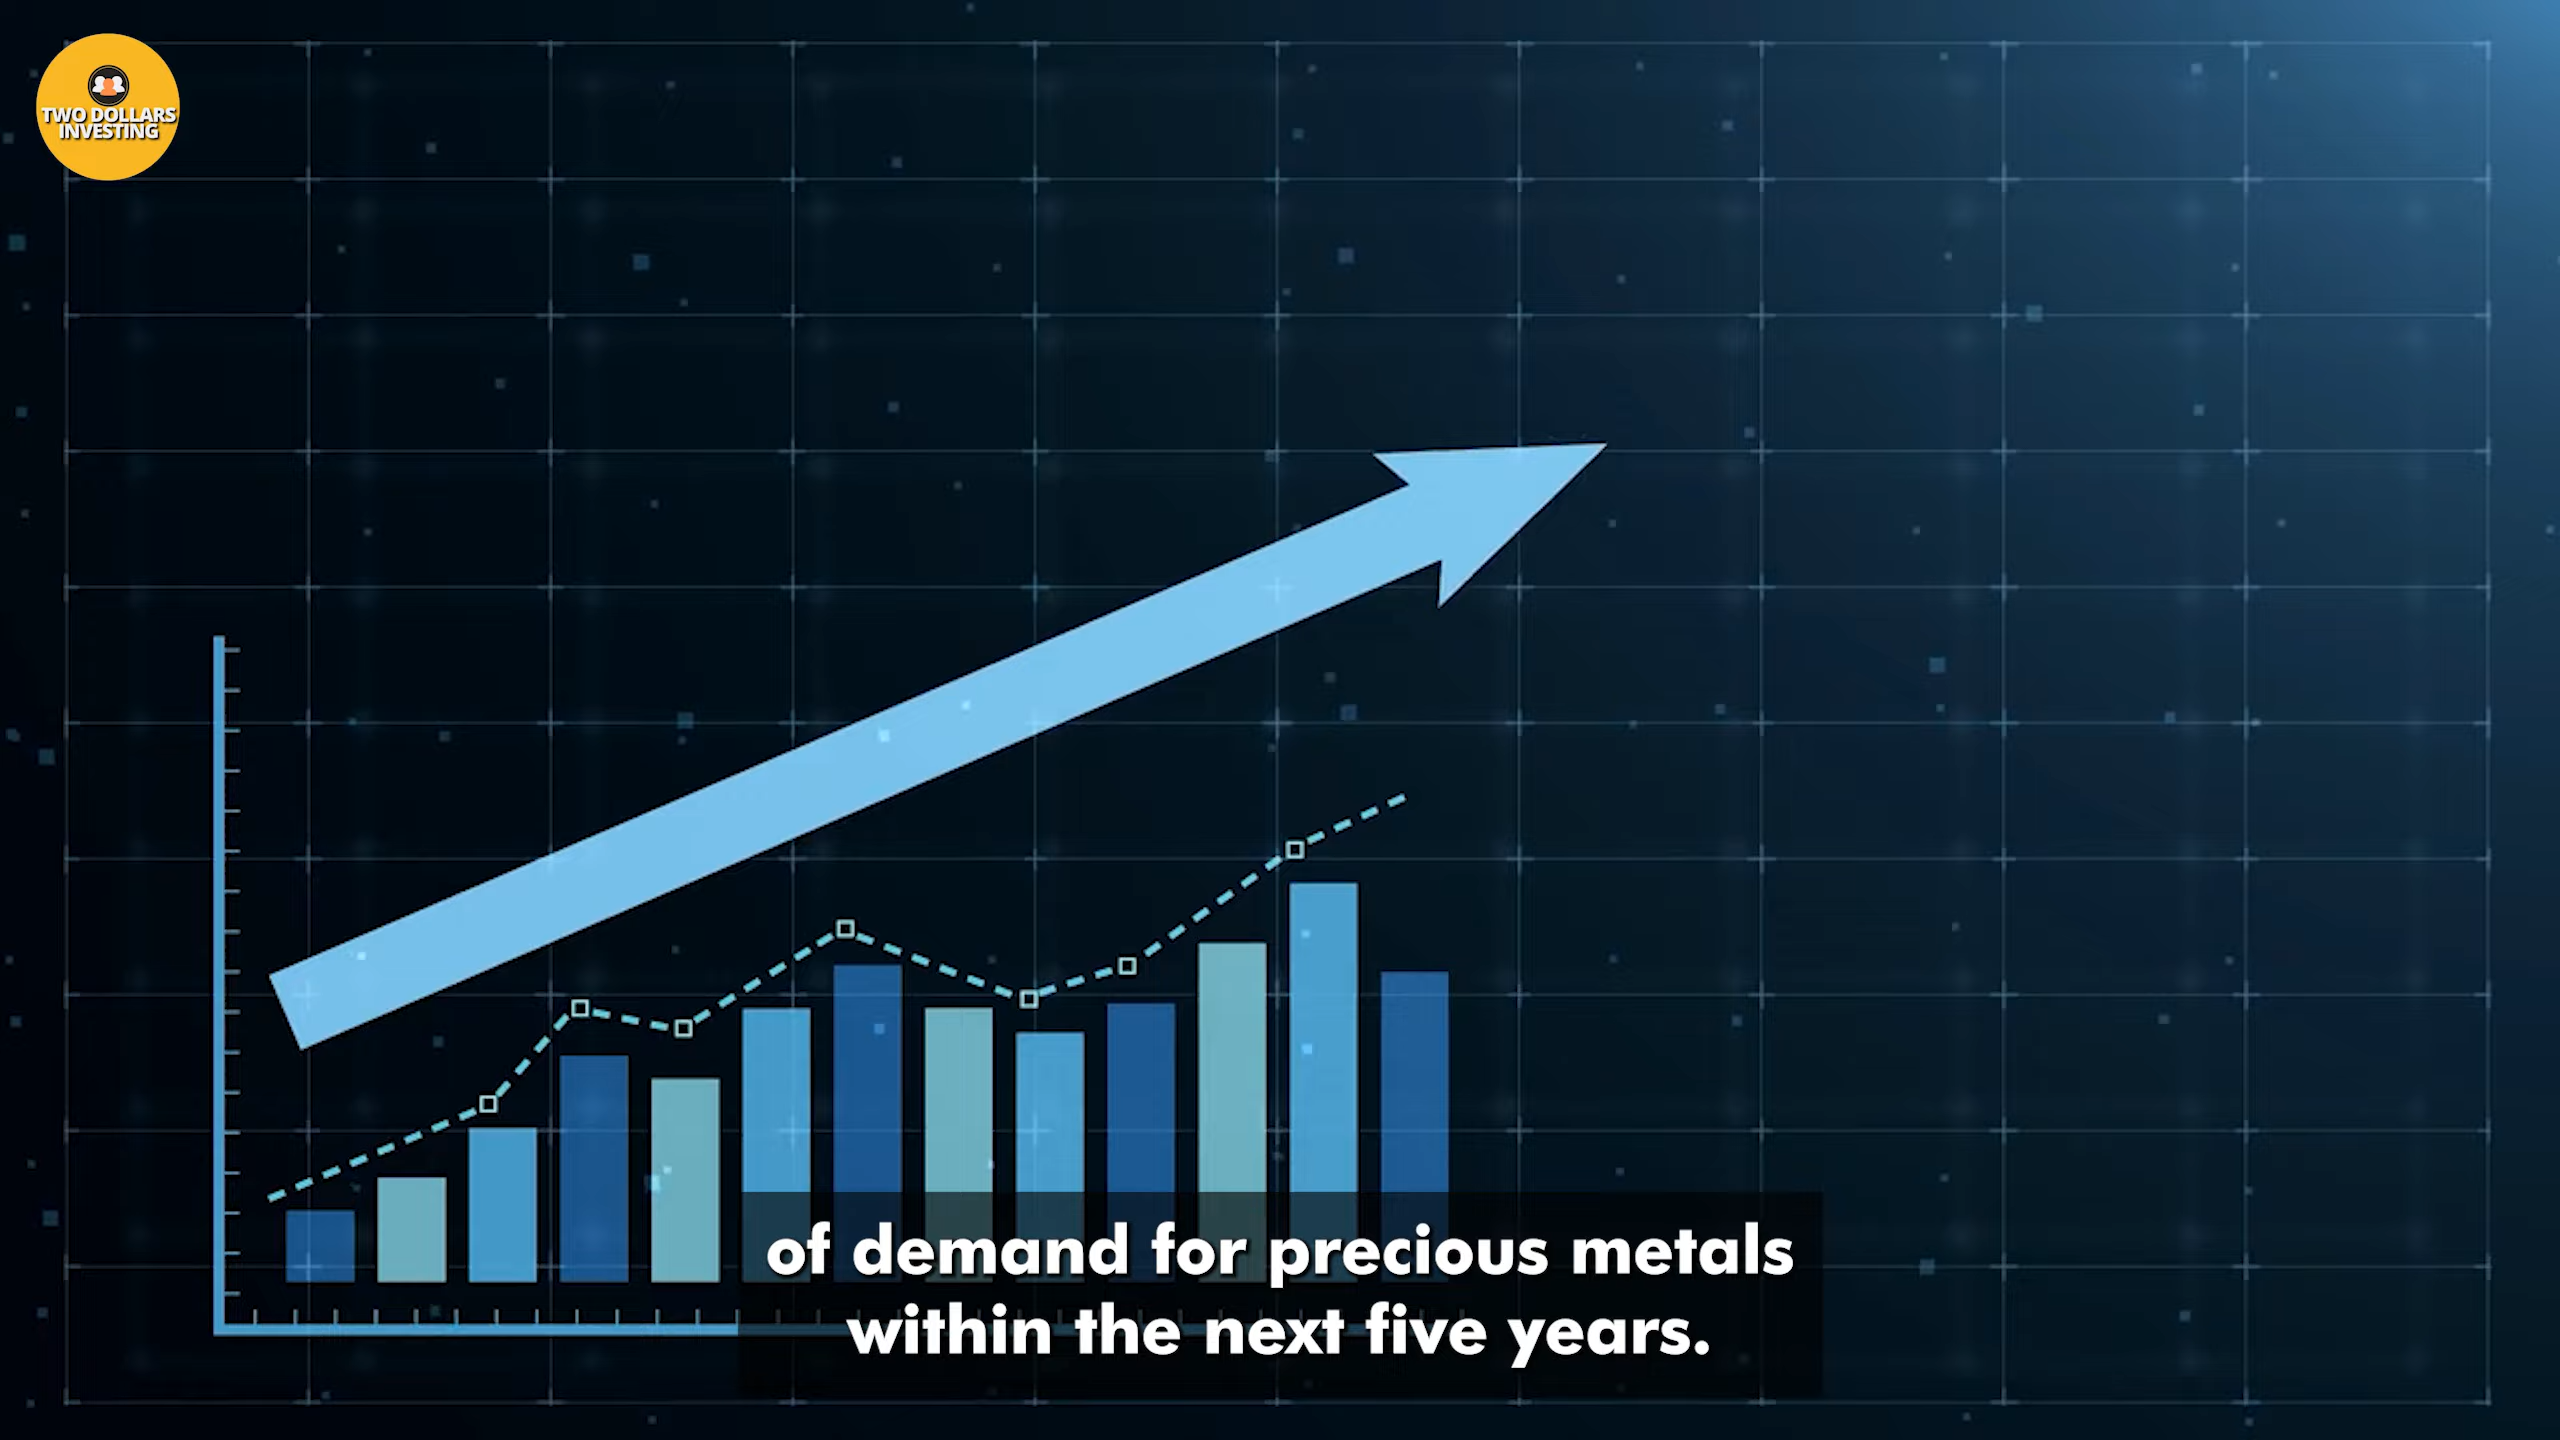 TWO DOLLARS
INVESTING
of demand for precious metals
within the next five years.